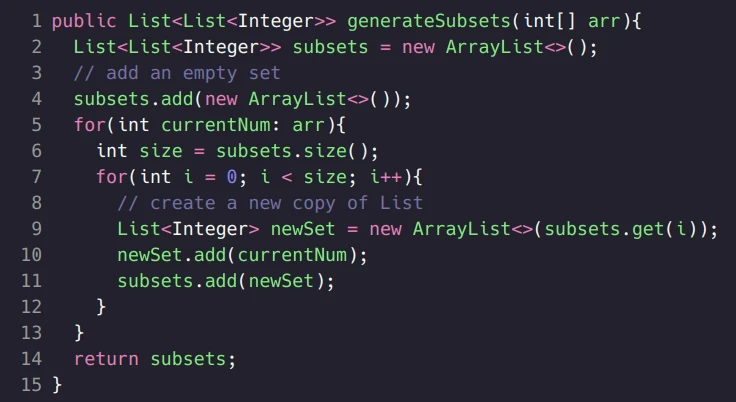 1 public List<List<Integer>> generateSubsets(int[] arr){
2 List<List<Integer>> subsets = new ArrayList<>();
3 // add an empty set
4 subsets.add(new ArrayList<>());
5 for(int currentNum: arr){
6 int size = subsets.size();
7 for(int i = 0; i < size; i++){
8 // create a new copy of List
9 List<Integer> newSet = new ArrayList<>(subsets.get(i));
10 newSet.add(currentNum);
11 subsets.add(newSet);
12 }
13 }
14 return subsets;
15 }